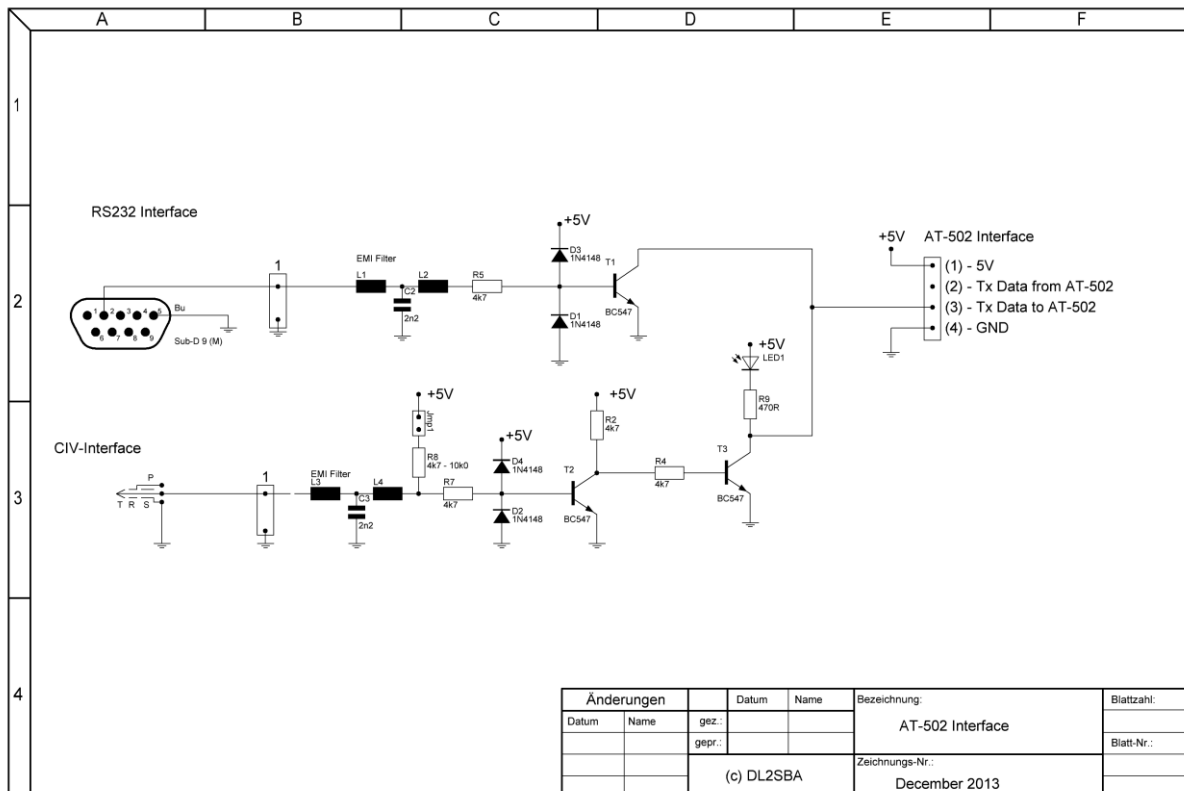 A B C D E F
1
2
3
4
RS232 Interface
1 2 3 4 5
6 7 8 9
Bu
Sub-D 9 (M)
1
EMI Filter
L1
C2
2n2
L2
R5
4k7
+5V
D3
1N4148
D1
1N4148
T1
BC547
+5V
AT-502 Interface
(1) - 5V
(2) - Tx Data from AT-502
(3) - Tx Data to AT-502
(4) - GND
+5V
LED1
R9
470R
CIV-Interface
P
T R S
1
EMI Filter
L3
C3
2n2
L4
+5V
Jmp1
R8
4k7 - 10k0
R7
4k7
+5V
D4
1N4148
D2
1N4148
+5V
R2
4k7
T2
BC547
R4
4k7
T3
BC547
Änderungen Datum Name Bezeichnung: Blattzahl:
Datum Name gez.: AT-502 Interface
gepr.: Blatt-Nr.:
(c) DL2SBA Zeichnungs-Nr.:
December 2013